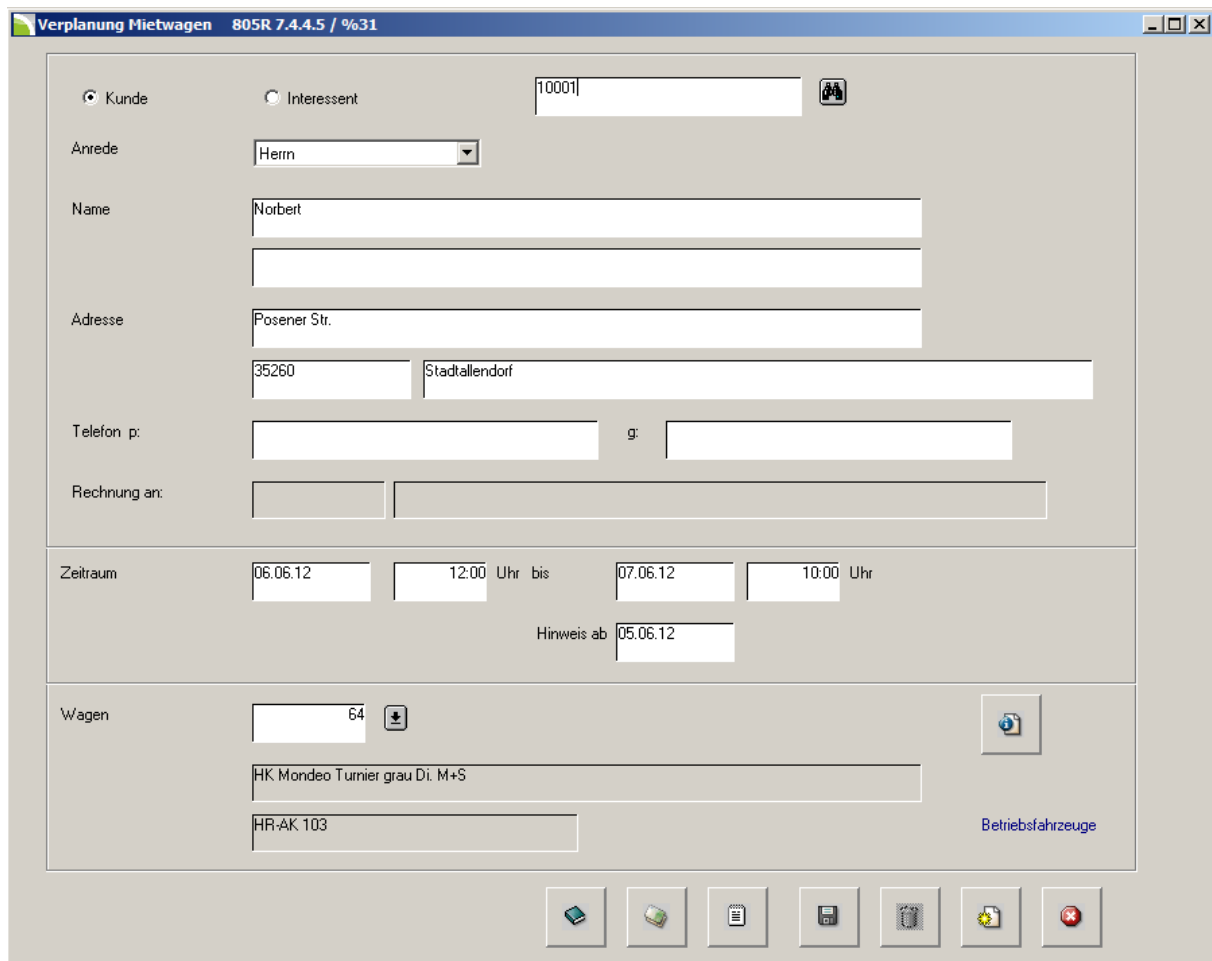 Verplanung Mietwagen 805R 7.4.4.5 / %31
Kunde Interessent 10001
Anrede Herrn
Name Norbert
Adresse Posener Str.
35260 Stadtallendorf
Telefon p: g:
Rechnung an:
Zeitraum 06.06.12 12:00 Uhr bis 07.06.12 10:00 Uhr
Hinweis ab 05.06.12
Wagen 64
HK Mondeo Turnier grau Di. M+S
HR-AK 103 Betriebsfahrzeuge